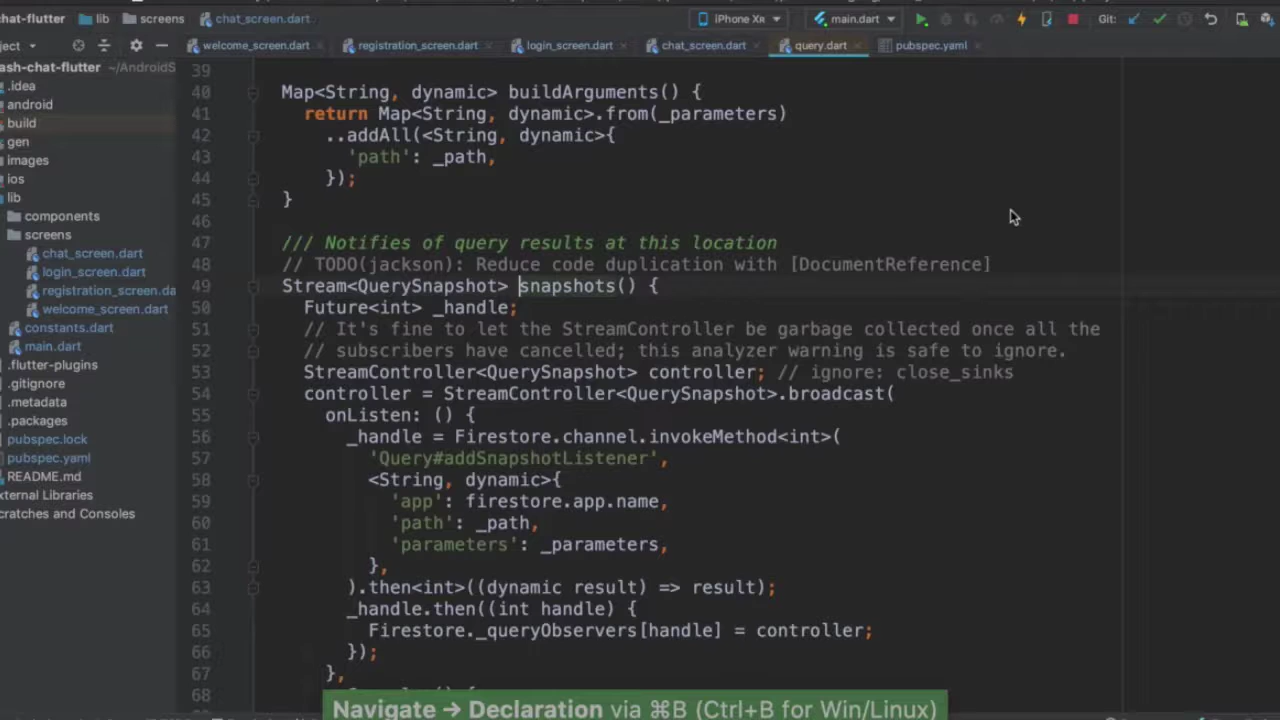 chat-flutter lib screens chat_screen.dart iPhone XR main.dart Git:
ject
welcome_screen.dart registration_screen.dart login_screen.dart chat_screen.dart query.dart pubspec.yaml
ash-chat-flutter ~/AndroidS
.idea
android
build
gen
images
ios
lib
components
screens
chat_screen.dart
login_screen.dart
registration_screen.da
welcome_screen.dart
constants.dart
main.dart
.flutter-plugins
.gitignore
.metadata
.packages
pubspec.lock
pubspec.yaml
README.md
xternal Libraries
cratches and Consoles
39
40 Map<String, dynamic> buildArguments() {
41 return Map<String, dynamic>.from(_parameters)
42 ..addAll(<String, dynamic>{
43 'path': _path,
44 });
45 }
46
47 /// Notifies of query results at this location
48 // TODO(jackson): Reduce code duplication with [DocumentReference]
49 Stream<QuerySnapshot> snapshots() {
50 Future<int> _handle;
51 // It's fine to let the StreamController be garbage collected once all the
52 // subscribers have cancelled; this analyzer warning is safe to ignore.
53 StreamController<QuerySnapshot> controller; // ignore: close_sinks
54 controller = StreamController<QuerySnapshot>.broadcast(
55 onListen: () {
56 _handle = Firestore.channel.invokeMethod<int>(
57 'Query#addSnapshotListener',
58 <String, dynamic>{
59 'app': firestore.app.name,
60 'path': _path,
61 'parameters': _parameters,
62 },
63 ).then<int>((dynamic result) => result);
64 _handle.then((int handle) {
65 Firestore._queryObservers[handle] = controller;
66 });
67 },
68
Navigate → Declaration via ⌘B (Ctrl+B for Win/Linux)